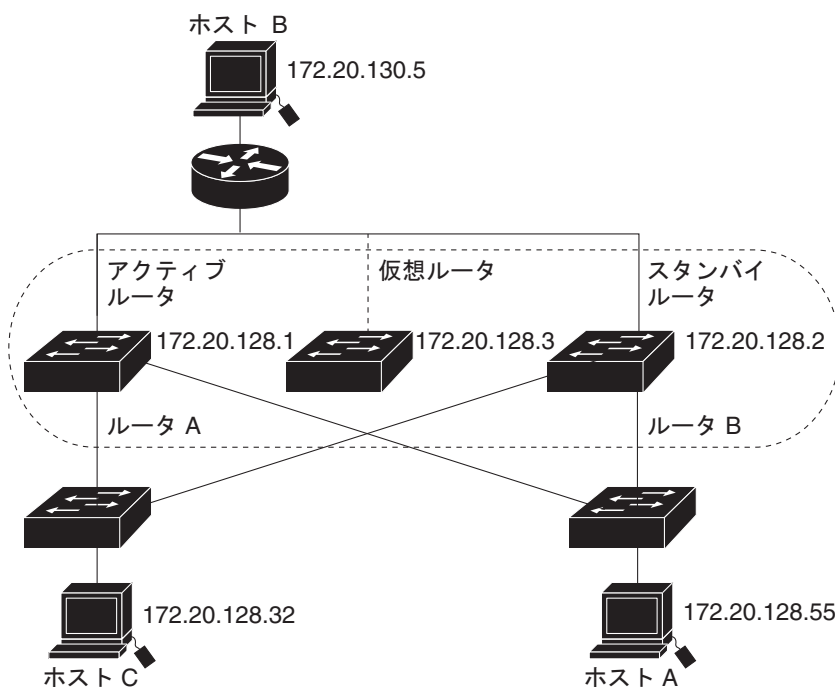 ホスト B
172.20.130.5
アクティブ
ルータ
仮想ルータ
スタンバイ
ルータ
172.20.128.1
172.20.128.3
172.20.128.2
ルータ A
ルータ B
172.20.128.32
172.20.128.55
ホスト C
ホスト A